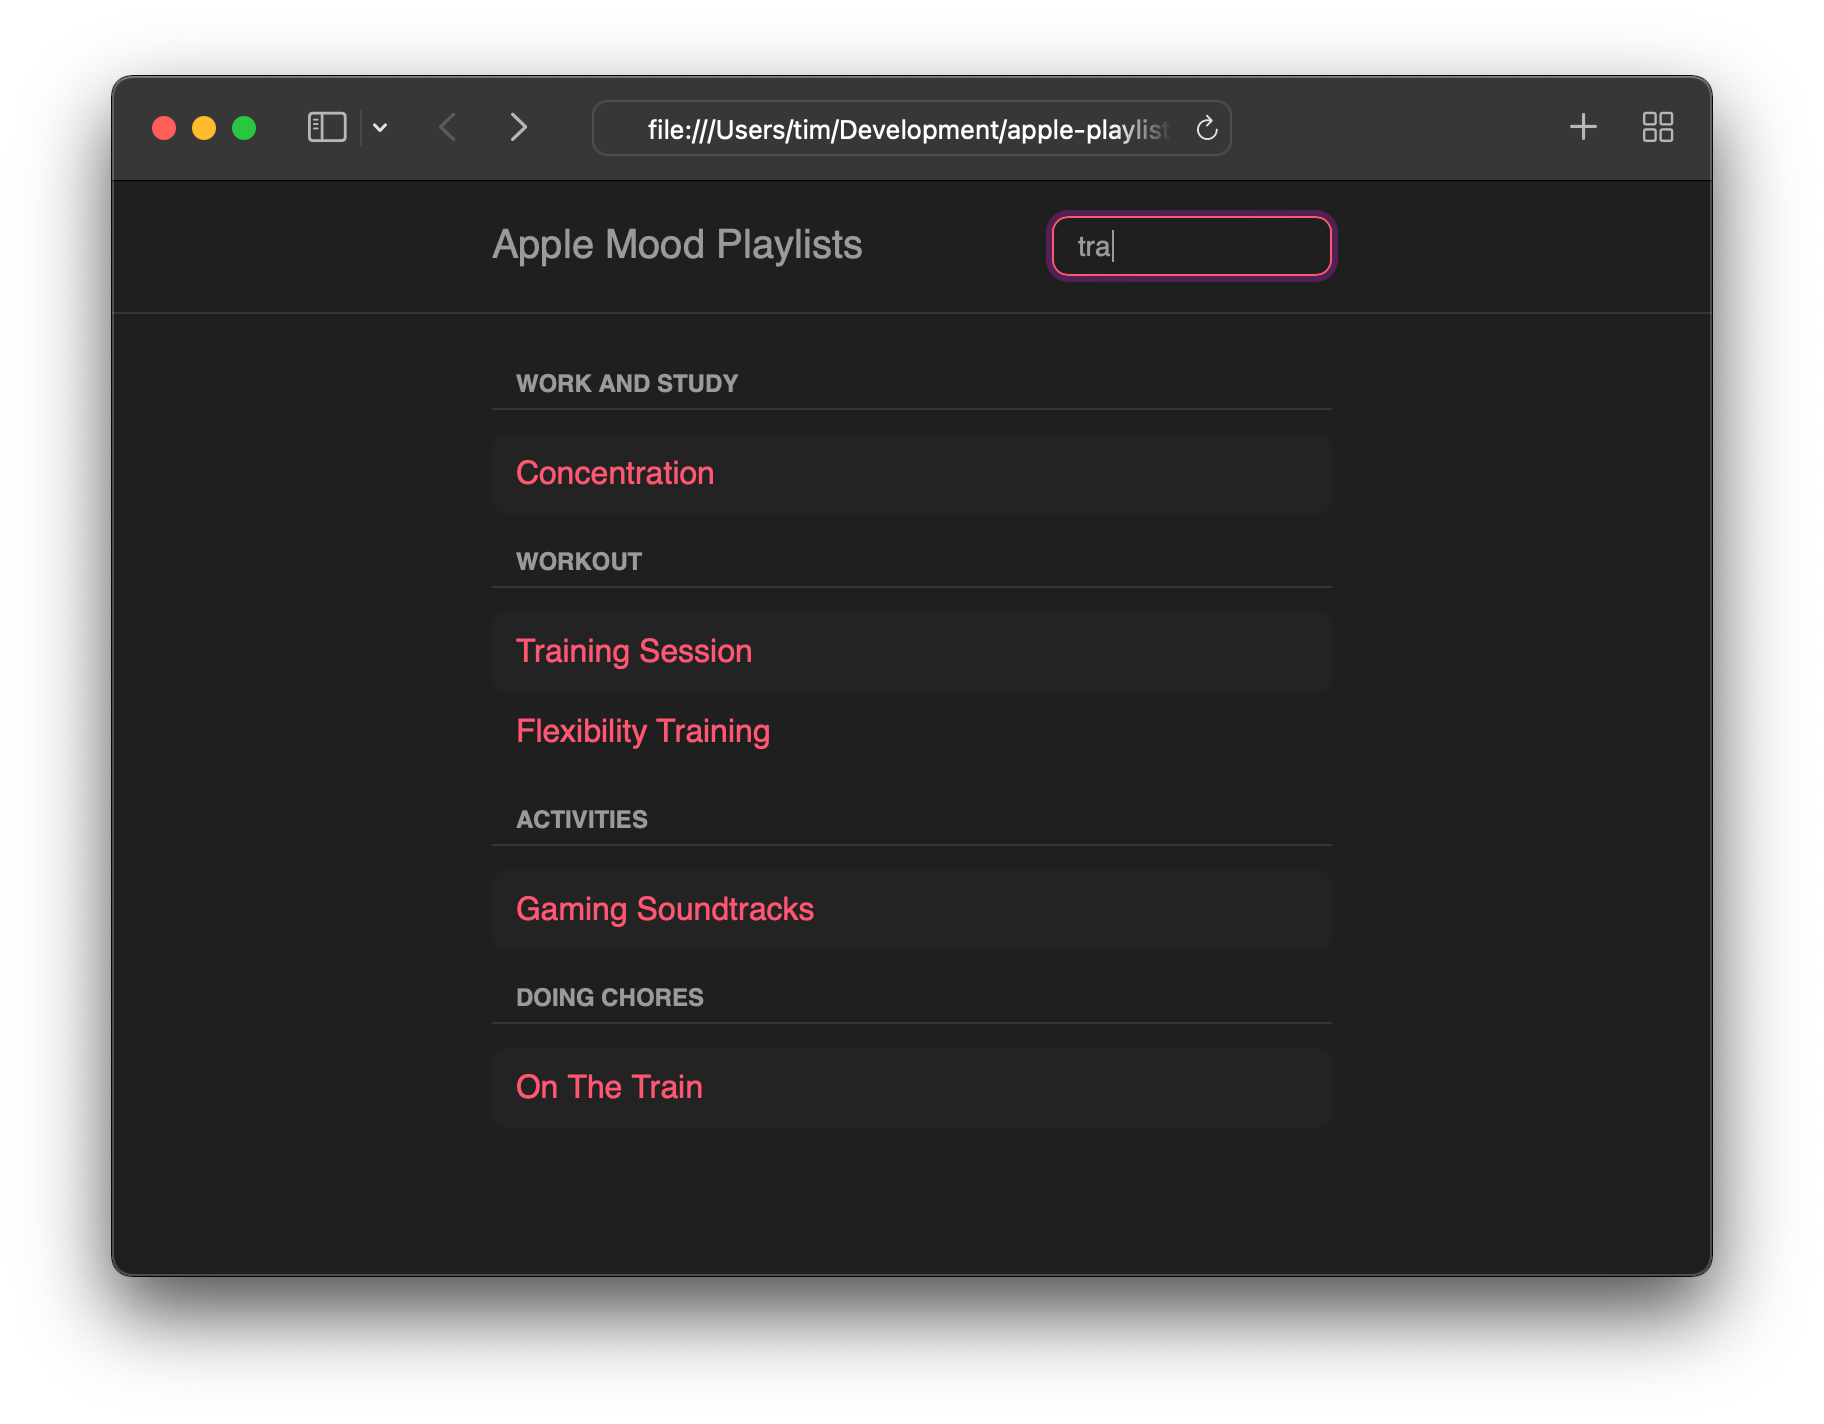 file:///Users/tim/Development/apple-playlist
Apple Mood Playlists
tra
WORK AND STUDY
Concentration
WORKOUT
Training Session
Flexibility Training
ACTIVITIES
Gaming Soundtracks
DOING CHORES
On The Train